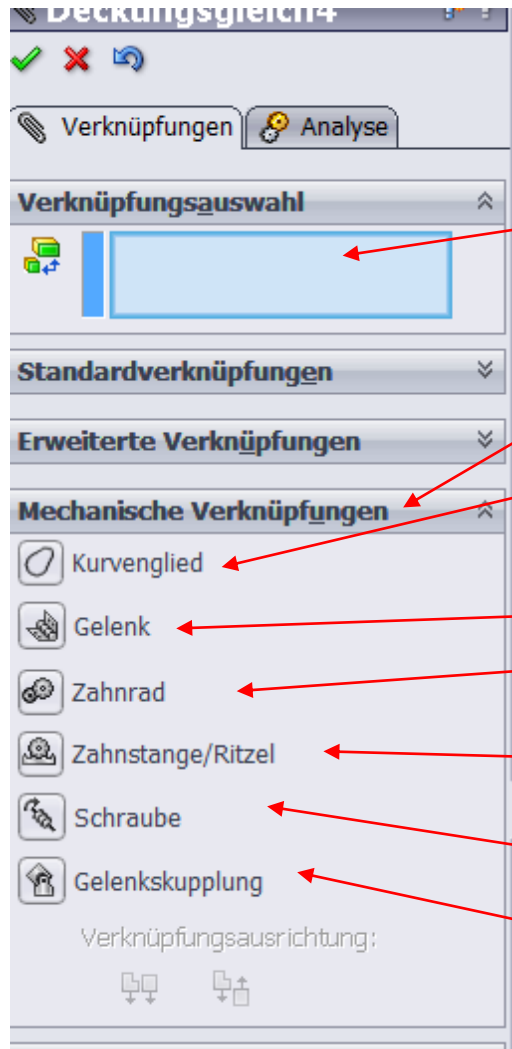 Deckungsgleich4
Verknüpfungen Analyse
Verknüpfungsauswahl
Standardverknüpfungen
Erweiterte Verknüpfungen
Mechanische Verknüpfungen
Kurvenglied
Gelenk
Zahnrad
Zahnstange/Ritzel
Schraube
Gelenkskupplung
Verknüpfungsausrichtung: